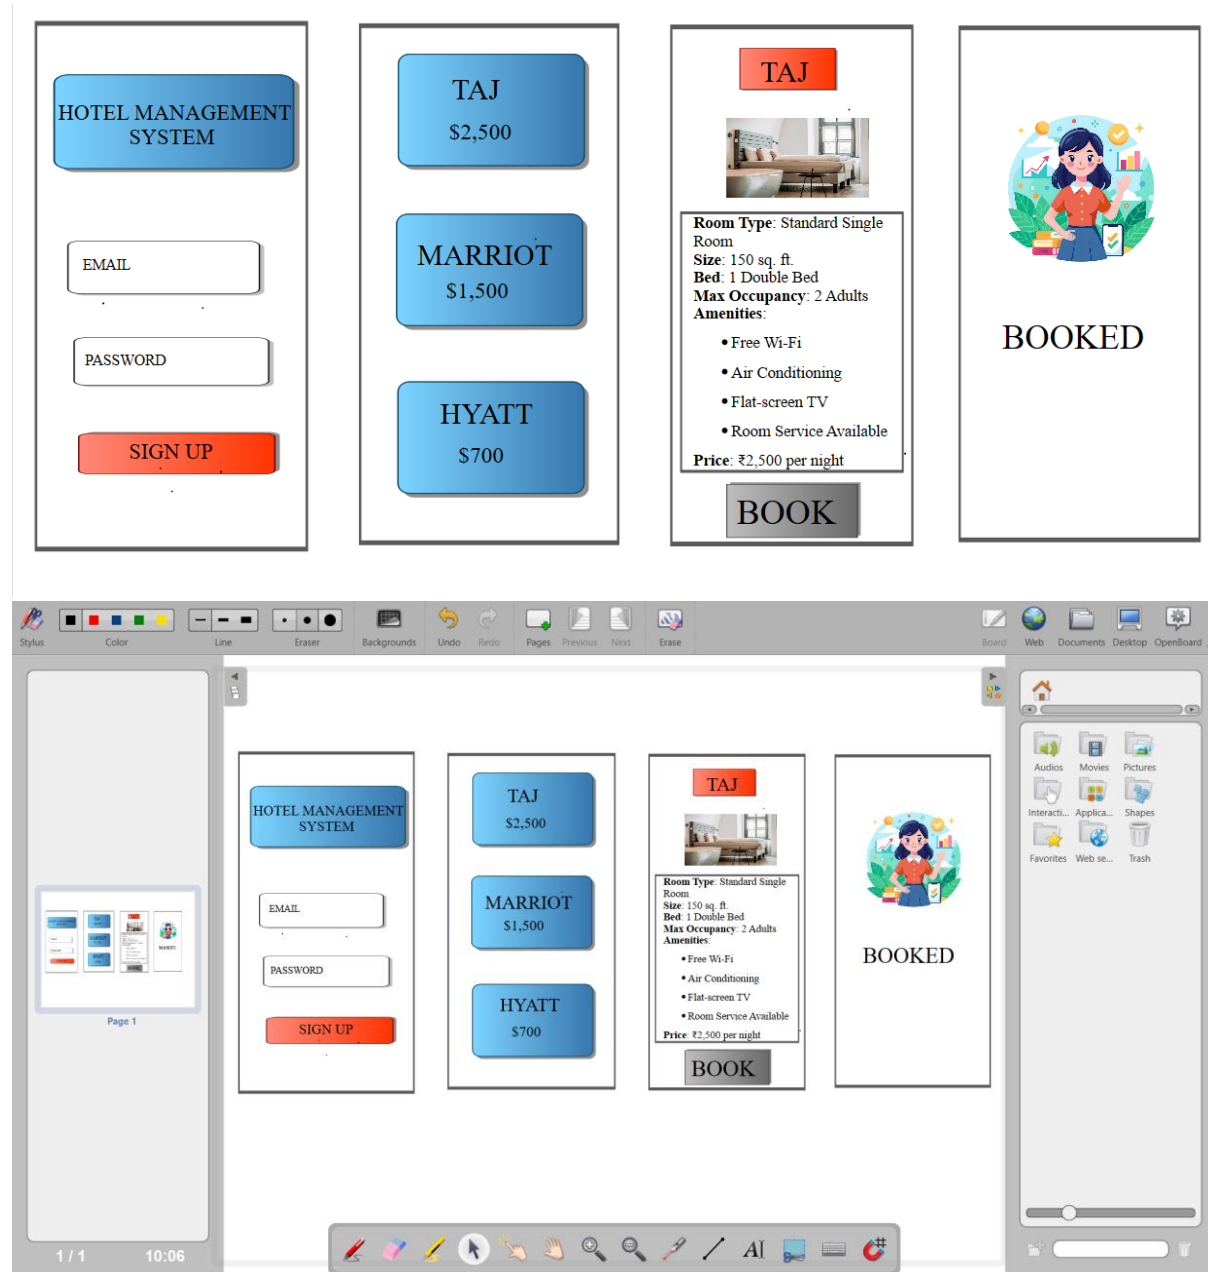 HOTEL MANAGEMENT
SYSTEM
EMAIL
PASSWORD
SIGN UP
TAJ
$2,500
MARRIOT
$1,500
HYATT
$700
TAJ
Room Type: Standard Single
Room
Size: 150 sq. ft.
Bed: 1 Double Bed
Max Occupancy: 2 Adults
Amenities:
• Free Wi-Fi
• Air Conditioning
• Flat-screen TV
• Room Service Available
Price: ₹2,500 per night
BOOK
BOOKED
Stylus
Color
Line
Eraser
Backgrounds
Undo
Redo
Pages
Previous
Next
Erase
Board
Web
Documents
Desktop
OpenBoard
HOTEL MANAGEMENT
SYSTEM
EMAIL
PASSWORD
SIGN UP
TAJ
$2,500
MARRIOT
$1,500
HYATT
$700
TAJ
Room Type: Standard Single
Room
Size: 150 sq. ft.
Bed: 1 Double Bed
Max Occupancy: 2 Adults
Amenities:
• Free Wi-Fi
• Air Conditioning
• Flat-screen TV
• Room Service Available
Price: ₹2,500 per night
BOOK
BOOKED
Audios
Movies
Pictures
Interacti...
Applica...
Shapes
Favorites
Web se...
Trash
Page 1
1 / 1
10:06
AI